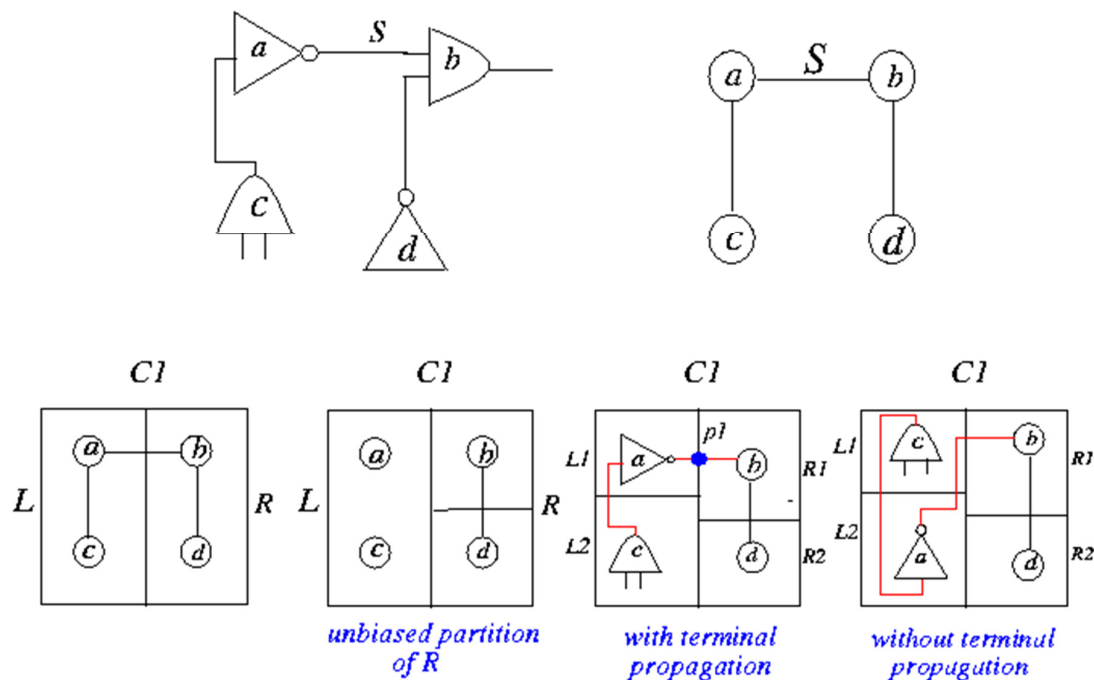 a
S
b
c
d
a
S
b
c
d
C1
C1
C1
C1
L
a
b
R
c
d
L
a
b
R
c
d
L1
a
p1
b
R1
L2
c
d
R2
L1
c
b
R1
L2
a
d
R2
unbiased partition
of R
with terminal
propagation
without terminal
propugution